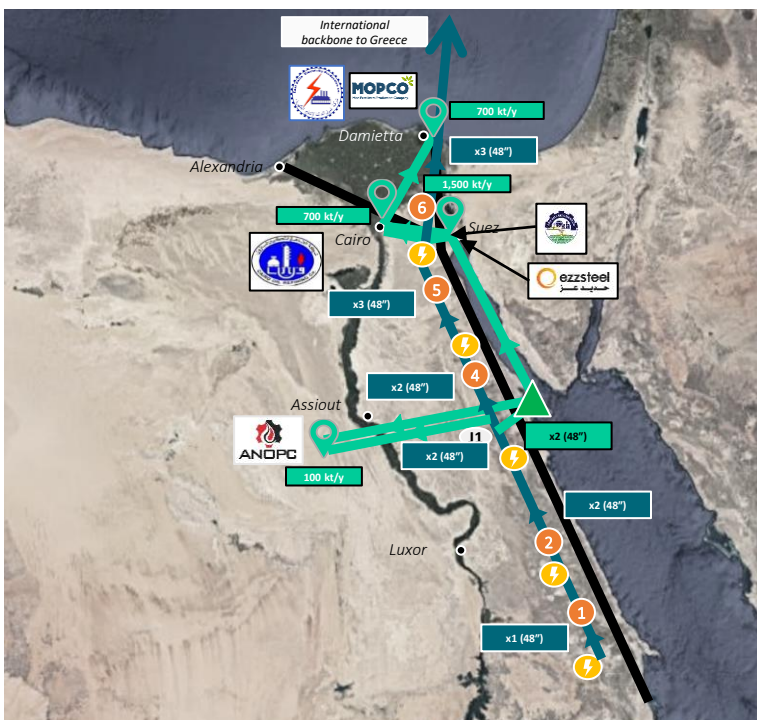 International
backbone to Greece
MOPCO
700 kt/y
Damietta
x3 (48")
Alexandria
1,500 kt/y
700 kt/y
6
Suez
Cairo
ezzsteel
حديد عز
5
x3 (48")
4
x2 (48")
Assiout
ANOPC
J1
x2 (48")
x2 (48")
100 kt/y
x2 (48")
2
Luxor
1
x1 (48")